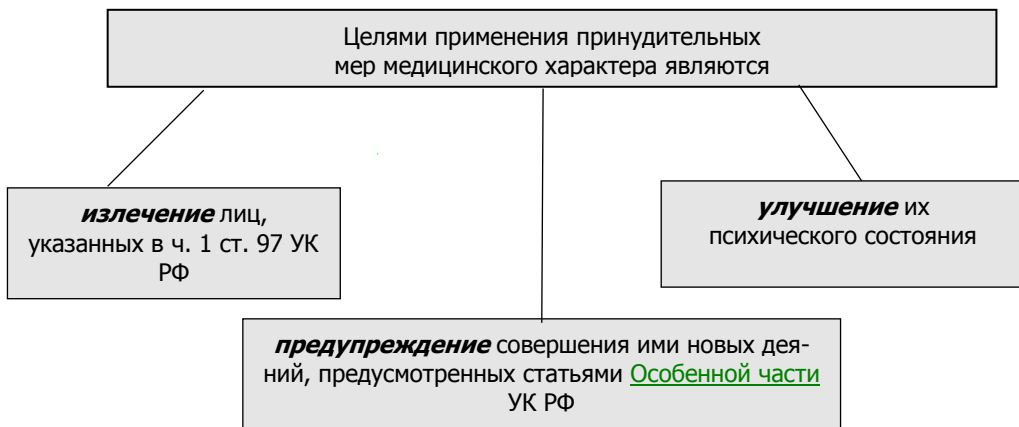 Целями применения принудительных
мер медицинского характера являются
излечение лиц,
указанных в ч. 1 ст. 97 УК
РФ
улучшение их
психического состояния
предупреждение совершения ими новых дея-
ний, предусмотренных статьями Особенной части
УК РФ